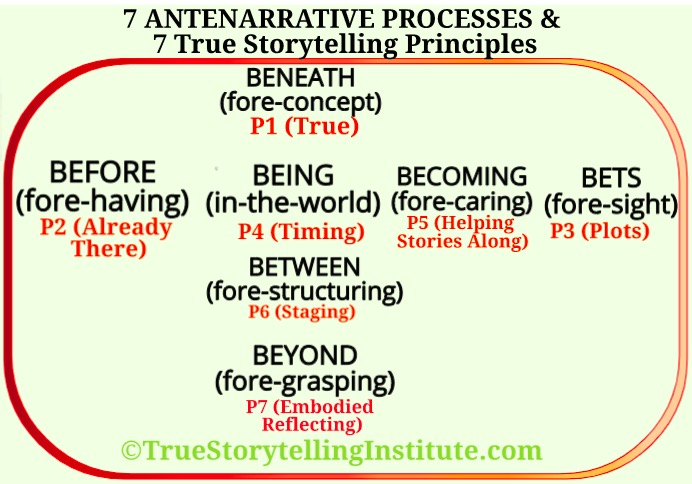 7 ANTENARRATIVE PROCESSES &
7 True Storytelling Principles
BENEATH
(fore-concept)
P1 (True)
BEFORE
(fore-having)
P2 (Already
There)
BEING
(in-the-world)
P4 (Timing)
BECOMING
(fore-caring)
P5 (Helping
Stories Along)
BETS
(fore-sight)
P3 (Plots)
BETWEEN
(fore-structuring)
P6 (Staging)
BEYOND
(fore-grasping)
P7 (Embodied
Reflecting)
©TrueStorytellingInstitute.com